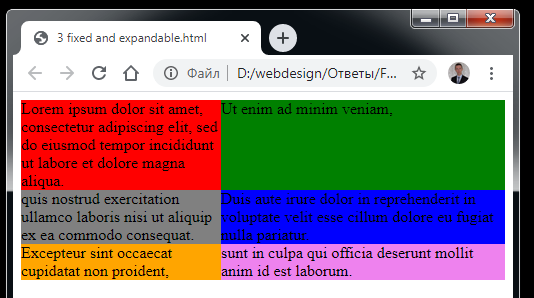 3 fixed and expandable.html
Файл
D:/webdesign/Ответы/F...
Lorem ipsum dolor sit amet,
consectetur adipiscing elit, sed
do eiusmod tempor incididunt
ut labore et dolore magna
aliqua.
Ut enim ad minim veniam,
quis nostrud exercitation
ullamco laboris nisi ut aliquip
ex ea commodo consequat.
Duis aute irure dolor in reprehenderit in
voluptate velit esse cillum dolore eu fugiat
nulla pariatur.
Excepteur sint occaecat
cupidatat non proident,
sunt in culpa qui officia deserunt mollit
anim id est laborum.